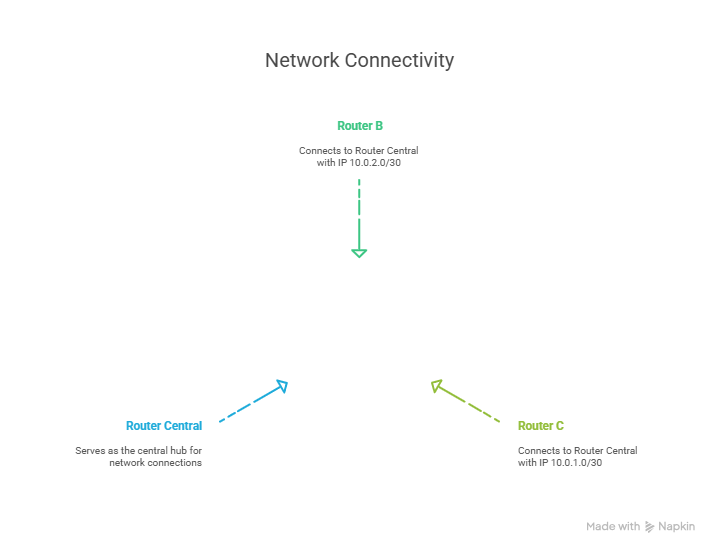 Network Connectivity
Router B
Connects to Router Central
with IP 10.0.2.0/30
Router Central
Serves as the central hub for
network connections
Router C
Connects to Router Central
with IP 10.0.1.0/30
Made with Napkin